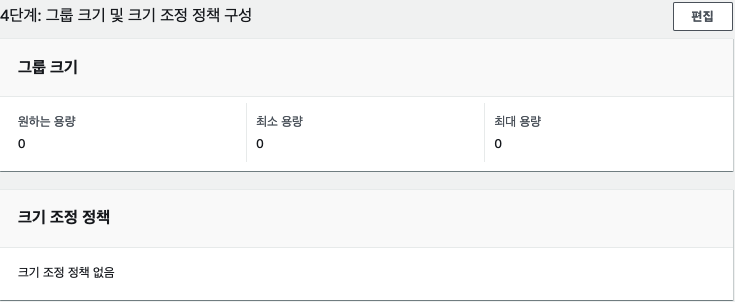 4단계: 그룹 크기 및 크기 조정 정책 구성
편집
그룹 크기
원하는 용량
최소 용량
최대 용량
0
0
0
크기 조정 정책
크기 조정 정책 없음